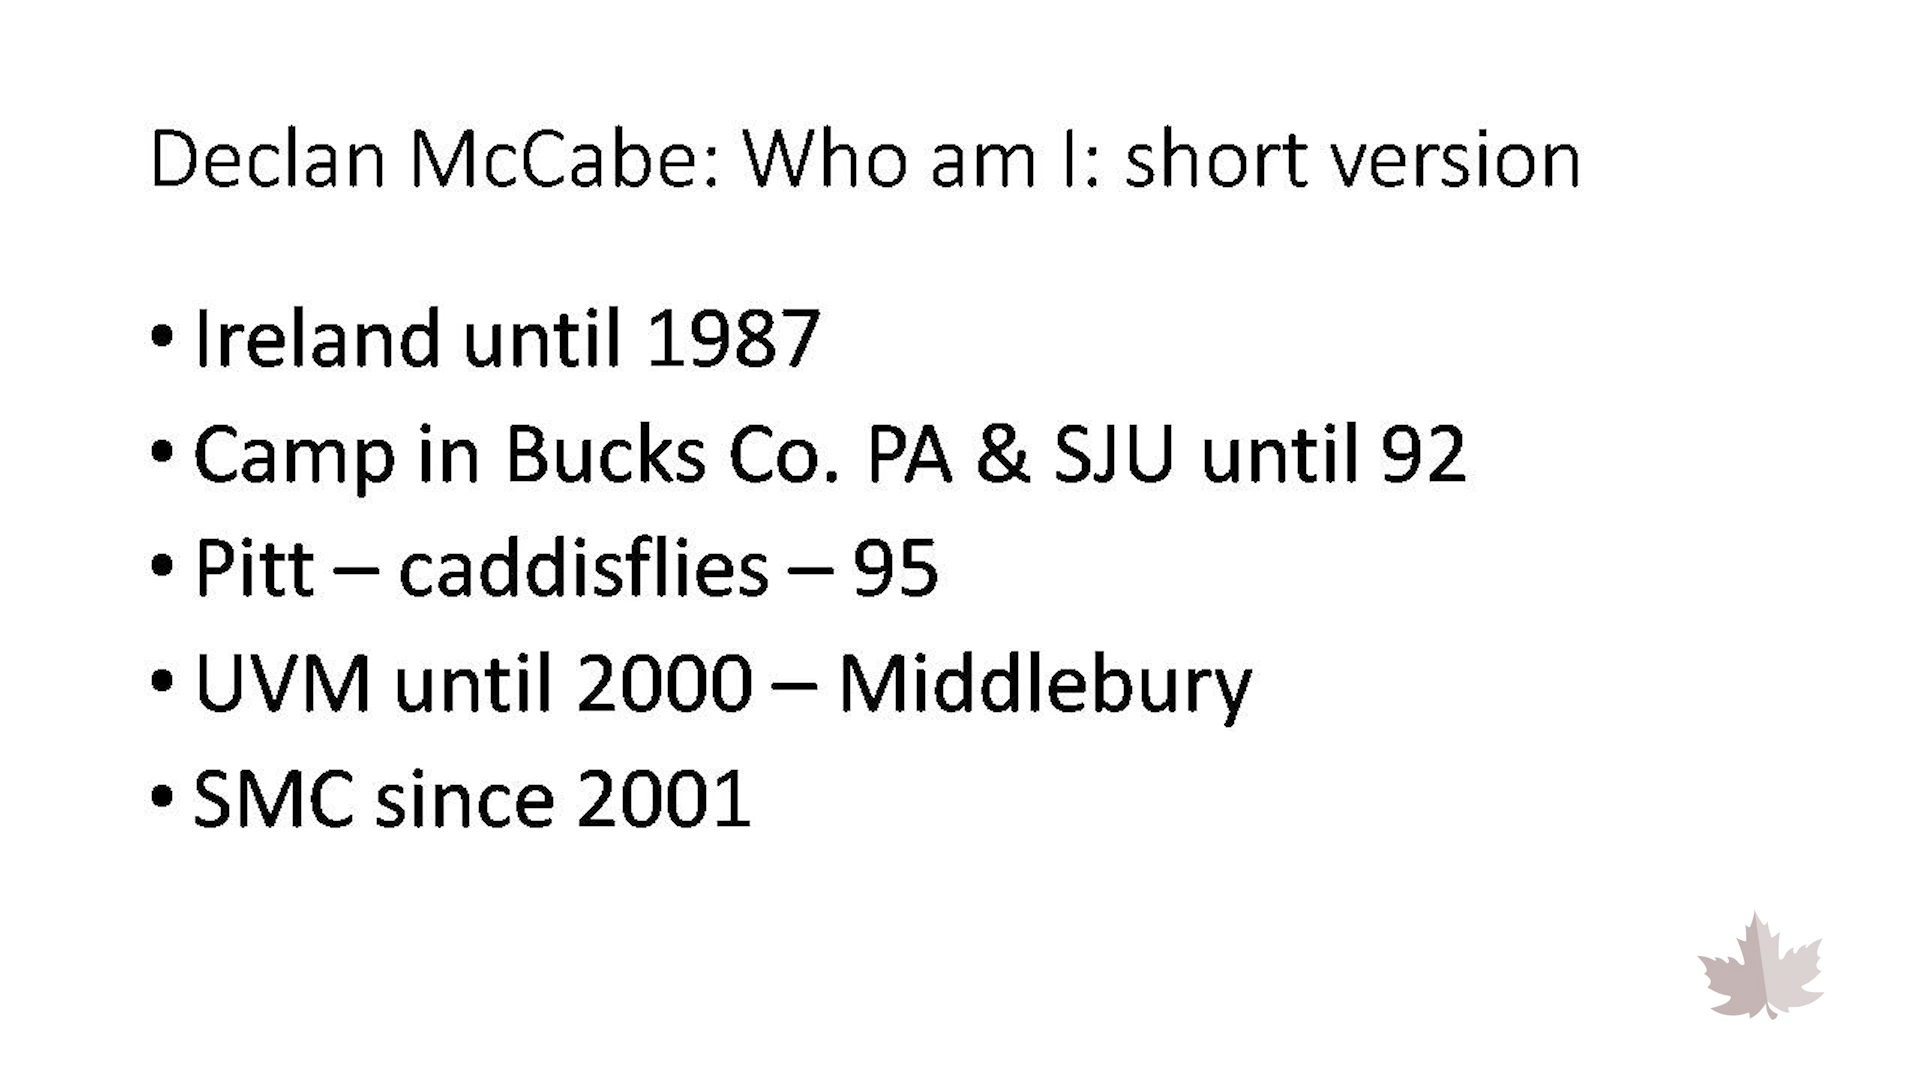 Declan McCabe: Who am I: short version
• Ireland until 1987
• Camp in Bucks Co. PA & SJU until 92
• Pitt – caddisflies – 95
• UVM until 2000 – Middlebury
• SMC since 2001